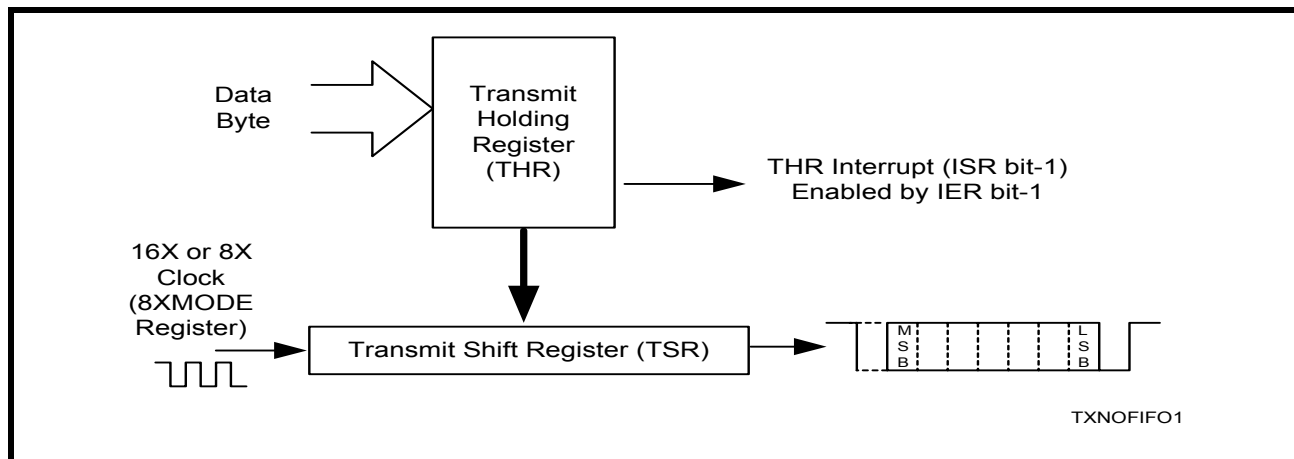 Data
Byte
Transmit
Holding
Register
(THR)
THR Interrupt (ISR bit-1)
Enabled by IER bit-1
16X or 8X
Clock
(8XMODE
Register)
Transmit Shift Register (TSR)
M
S
B
L
S
B
TXNOFIFO1